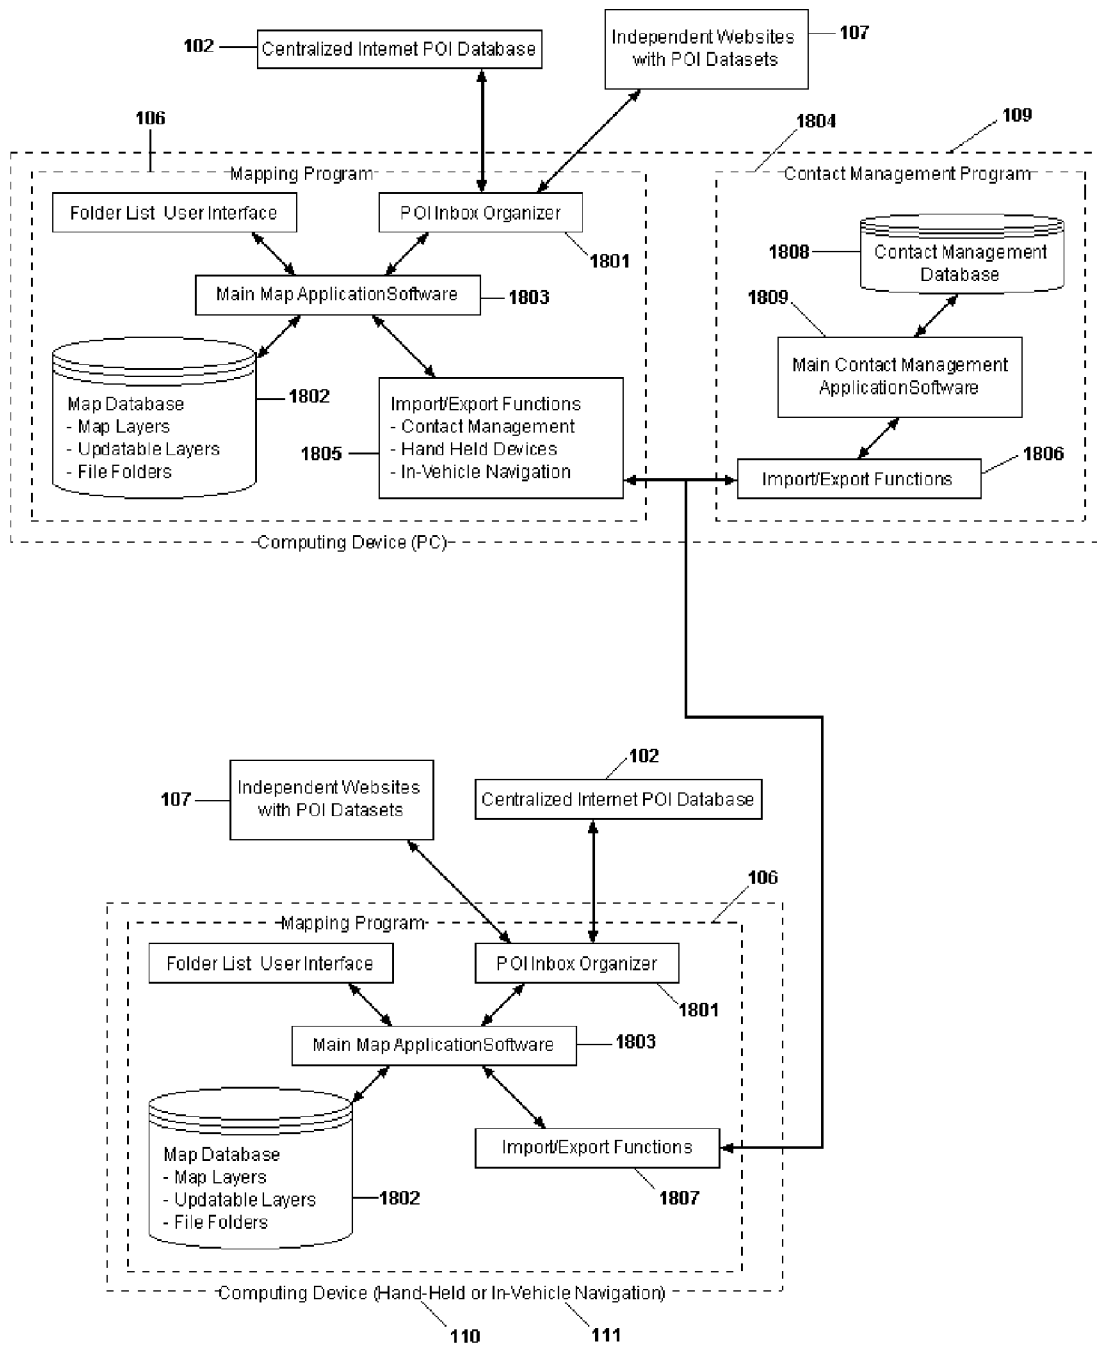 102
Centralized Internet POI Database
Independent Websites
with POI Datasets
107
106
1804
109
Mapping Program
Contact Management Program
Folder List User Interface
POI Inbox Organizer
1801
1808
Contact Management
Database
Main Map Application Software
1803
1809
Main Contact Management
Application Software
Map Database
- Map Layers
- Updatable Layers
- File Folders
1802
1805
Import/Export Functions
- Contact Management
- Hand Held Devices
- In-Vehicle Navigation
1806
Import/Export Functions
Computing Device (PC)
102
107
Independent Websites
with POI Datasets
Centralized Internet POI Database
106
Mapping Program
Folder List User Interface
POI Inbox Organizer
1801
Main Map Application Software
1803
Map Database
- Map Layers
- Updatable Layers
- File Folders
1802
Import/Export Functions
1807
Computing Device (Hand-Held or In-Vehicle Navigation)
110
111